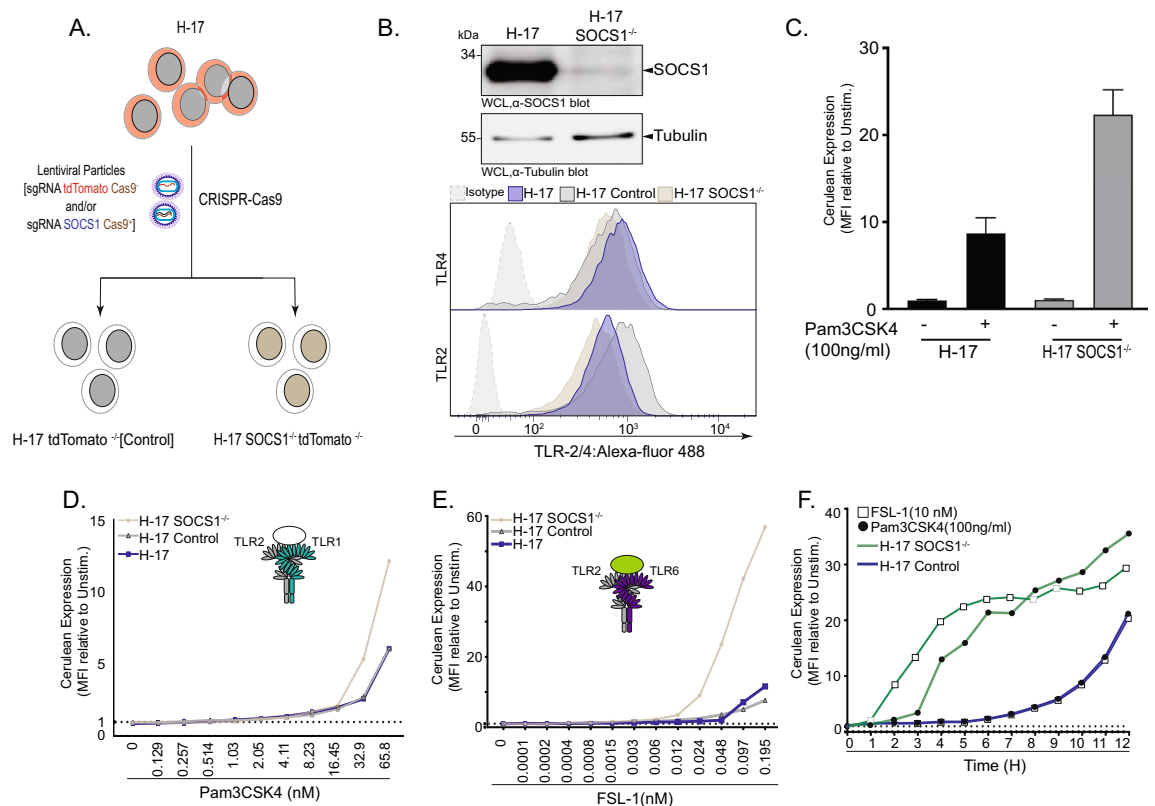 A.
H-17
Lentiviral Particles
[sgRNA tdTomato Cas9-
and/or
sgRNA SOCS1 Cas9+]
CRISPR-Cas9
H-17 tdTomato -/-[Control]
H-17 SOCS1-/- tdTomato -/-
B.
kDa
H-17
H-17
SOCS1-/-
34
SOCS1
WCL,α-SOCS1 blot
55
Tubulin
WCL,α-Tubulin blot
Isotype
H-17
H-17 Control
H-17 SOCS1-/-
TLR4
TLR2
0 10² 10³ 10⁴
TLR-2/4:Alexa-fluor 488
C.
Cerulean Expression
(MFI relative to Unstim.)
30
20
10
0
Pam3CSK4
(100ng/ml)
- + - +
H-17
H-17 SOCS1-/-
D.
H-17 SOCS1-/-
H-17 Control
H-17
TLR2
TLR1
Cerulean Expression
(MFI relative to Unstim.)
15
10
5
1
0
0 0.129 0.257 0.514 1.03 2.05 4.11 8.23 16.45 32.9 65.8
Pam3CSK4 (nM)
E.
H-17 SOCS1-/-
H-17 Control
H-17
TLR2
TLR6
Cerulean Expression
(MFI relative to Unstim.)
60
40
20
0
0 0.0001 0.0002 0.0004 0.0008 0.0015 0.003 0.006 0.012 0.024 0.048 0.097 0.195
FSL-1(nM)
F.
FSL-1(10 nM)
Pam3CSK4(100ng/ml)
H-17 SOCS1-/-
H-17 Control
Cerulean Expression
(MFI relative to Unstim.)
40
30
20
10
0
0 1 2 3 4 5 6 7 8 9 10 11 12
Time (H)